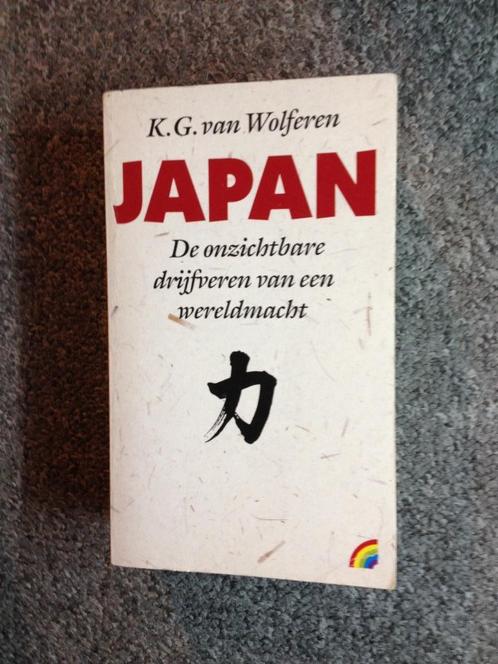 K.G. van Wolferen
JAPAN
De onzichtbare
drijfveren van een
wereldmacht
力